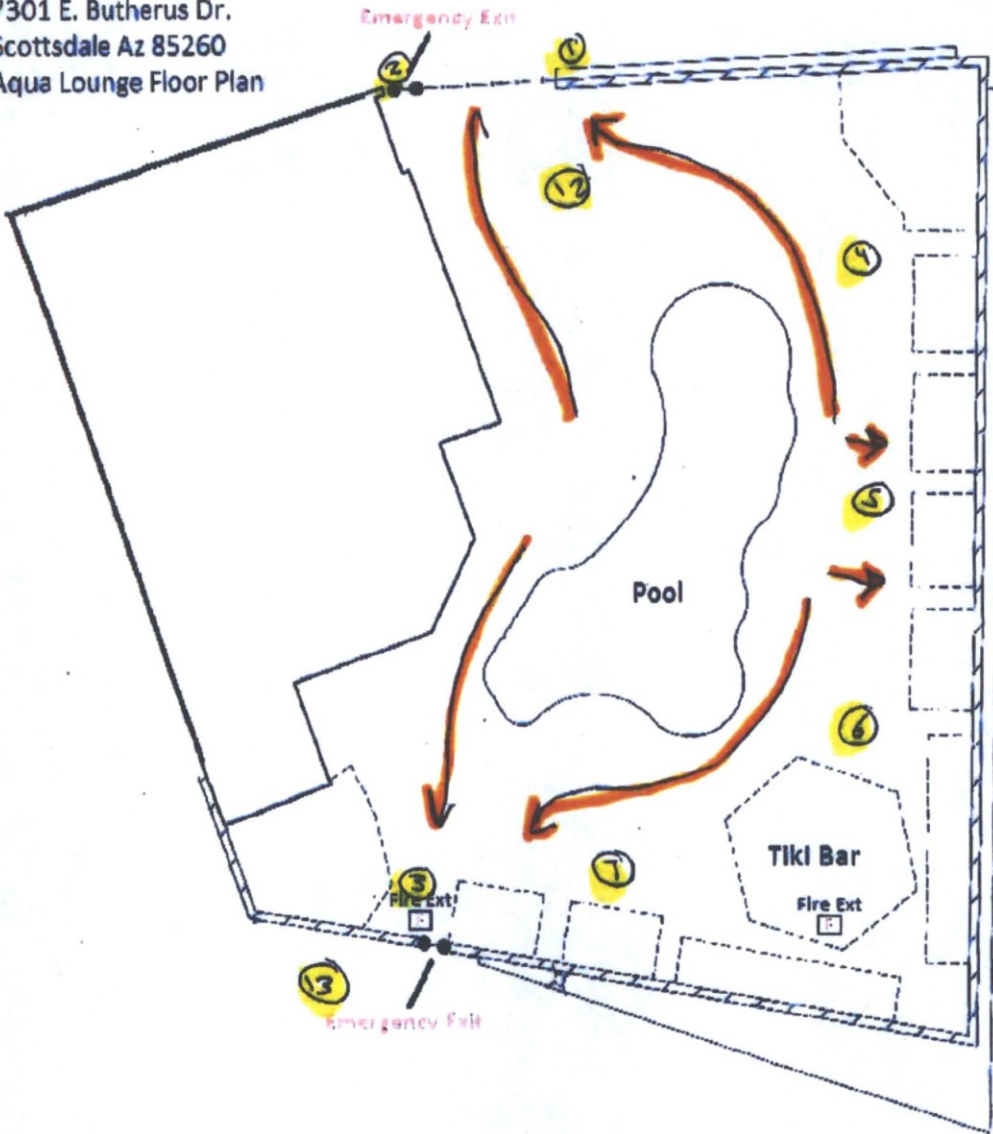 7301 E. Butherus Dr.
Scottsdale Az 85260
Aqua Lounge Floor Plan
Emergency Exit
1
2
12
4
5
Pool
6
Tiki Bar
Fire Ext
7
3
Fire Ext
13
Emergency Exit